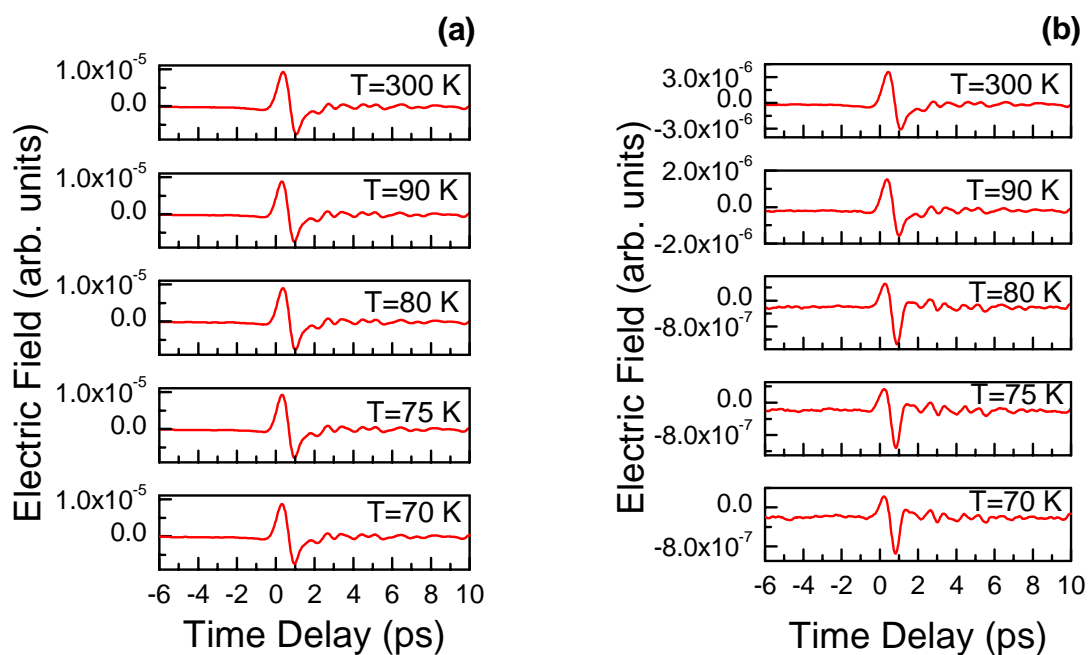 (a)
Electric Field (arb. units)
1.0x10⁻⁵
0.0
T=300 K
1.0x10⁻⁵
0.0
T=90 K
1.0x10⁻⁵
0.0
T=80 K
1.0x10⁻⁵
0.0
T=75 K
1.0x10⁻⁵
0.0
T=70 K
-6 -4 -2 0 2 4 6 8 10
Time Delay (ps)
(b)
Electric Field (arb. units)
3.0x10⁻⁶
0.0
-3.0x10⁻⁶
T=300 K
2.0x10⁻⁶
0.0
-2.0x10⁻⁶
T=90 K
0.0
-8.0x10⁻⁷
T=80 K
0.0
-8.0x10⁻⁷
T=75 K
0.0
-8.0x10⁻⁷
T=70 K
-6 -4 -2 0 2 4 6 8 10
Time Delay (ps)